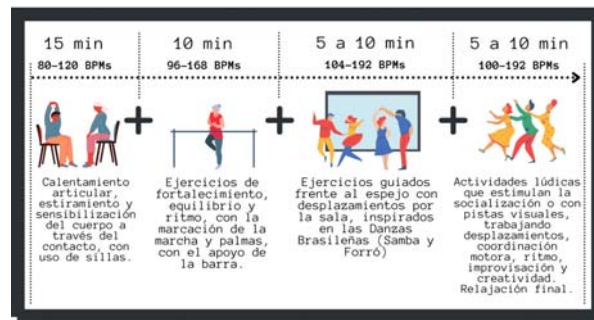 15 min
80-120 BPMs
Calentamiento
articular,
estiramiento y
sensibilización
del cuerpo a
través del
contacto, con
uso de sillas.
10 min
96-168 BPMs
Ejercicios de
fortalecimiento,
equilibrio y
ritmo, con la
marcación de la
marcha y palmas,
con el apoyo de
la barra.
5 a 10 min
104-192 BPMs
Ejercicios guiados
frente al espejo con
desplazamientos por
la sala, inspirados
en las Danzas
Brasileñas (Samba y
Forró)
5 a 10 min
100-192 BPMs
Actividades lúdicas
que estimulan la
socialización o con
pistas visuales,
trabajando
desplazamientos,
coordinación
motora, ritmo,
improvisación y
creatividad.
Relajación final.